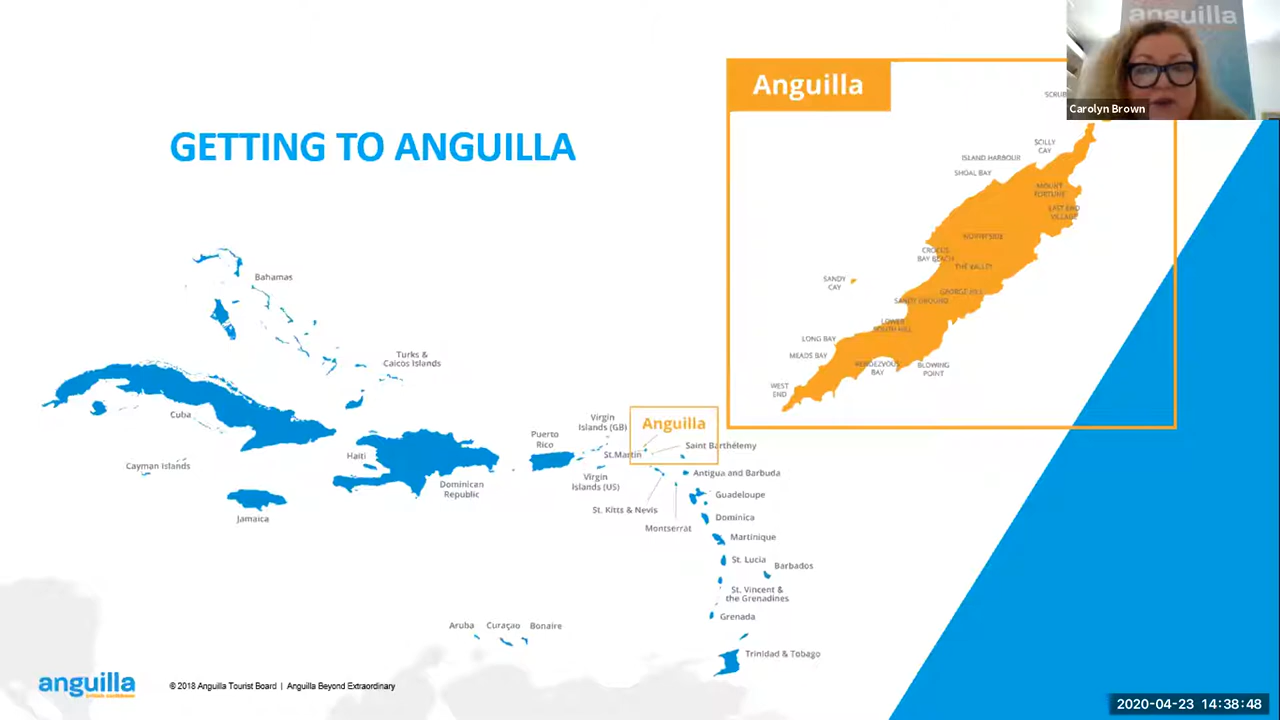 anguilla
Carolyn Brown
Anguilla
SCRUB
SCILLY
CAY
ISLAND HARBOUR
SHOAL BAY
MOUNT
FORTUNE
EAST END
VILLAGE
NORTH SIDE
CROCUS
BAY BEACH
THE VALLEY
SANDY
CAY
GEORGE HILL
SANDY GROUND
LOWER
SOUTH HILL
LONG BAY
MEADS BAY
RENDEZVOUS
BAY
BLOWING
POINT
WEST
END
GETTING TO ANGUILLA
Bahamas
Turks &
Caicos Islands
Cuba
Cayman Islands
Jamaica
Haiti
Dominican
Republic
Puerto
Rico
Virgin
Islands (GB)
Virgin
Islands (US)
Anguilla
St.Martin
Saint Barthélemy
Antigua and Barbuda
St. Kitts & Nevis
Montserrat
Guadeloupe
Dominica
Martinique
St. Lucia
Barbados
St. Vincent &
the Grenadines
Grenada
Aruba
Curaçao
Bonaire
Trinidad & Tobago
anguilla
© 2018 Anguilla Tourist Board | Anguilla Beyond Extraordinary
2020-04-23 14:38:48